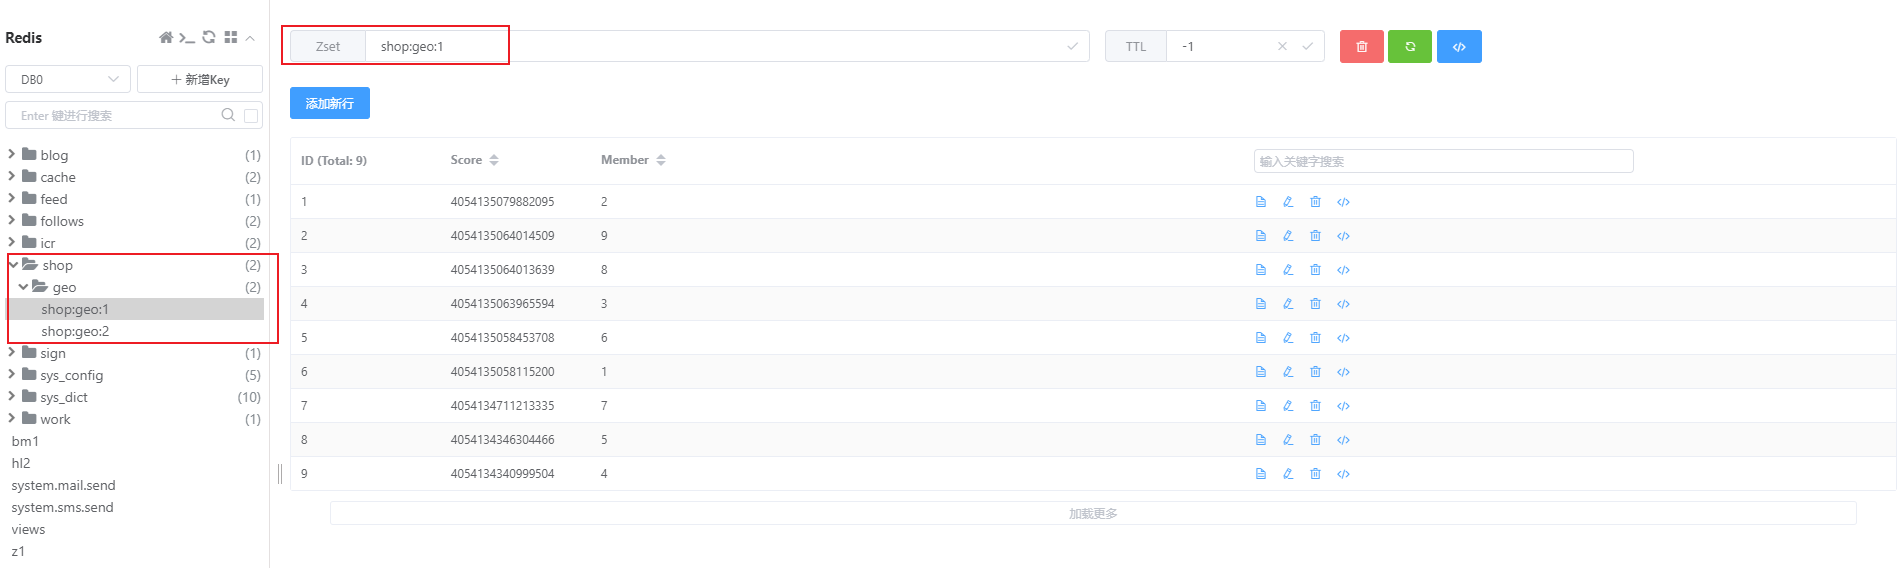 Redis
DB0
新增Key
Enter 键进行搜索
blog (1)
cache (2)
feed (1)
follows (2)
icr (2)
shop (2)
geo (2)
shop:geo:1
shop:geo:2
sign (1)
sys_config (5)
sys_dict (10)
work (1)
bm1
hl2
system.mail.send
system.sms.send
views
z1
Zset shop:geo:1
TTL -1
添加新行
ID (Total: 9) Score Member 输入关键字搜索
1 4054135079882095 2
2 4054135064014509 9
3 4054135064013639 8
4 4054135063965594 3
5 4054135058453708 6
6 4054135058115200 1
7 4054134711213335 7
8 4054134346304466 5
9 4054134340999504 4
加载更多